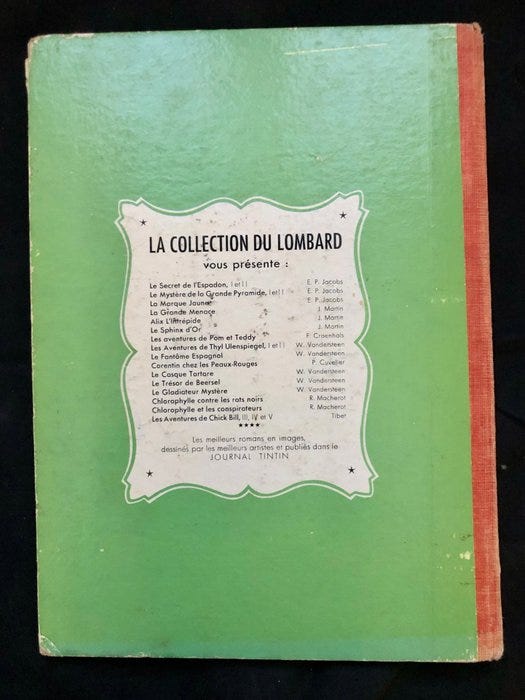 LA COLLECTION DU LOMBARD
vous présente :
Le Secret de l'Espadon, I et II E. P. Jacobs
Le Mystère de la Grande Pyramide, I et II E. P. Jacobs
La Marque Jaune E. P. Jacobs
La Grande Menace J. Martin
Alix L'Intrépide J. Martin
Le Sphinx d'Or J. Martin
Les aventures de Pom et Teddy F. Craenhals
Les Aventures de Thyl Ulenspiegel, I et II W. Vandersteen
Le Fantôme Espagnol W. Vandersteen
Corentin chez les Peaux-Rouges P. Cuvelier
Le Casque Tartare W. Vandersteen
Le Trésor de Beersel W. Vandersteen
Le Gladiateur Mystère W. Vandersteen
Chlorophylle contre les rats noirs R. Macherot
Chlorophylle et les conspirateurs R. Macherot
Les Aventures de Chick Bill, III, IV et V Tibet
★★★★
Les meilleurs romans en images,
dessinés par les meilleurs artistes et publiés dans le
JOURNAL TINTIN